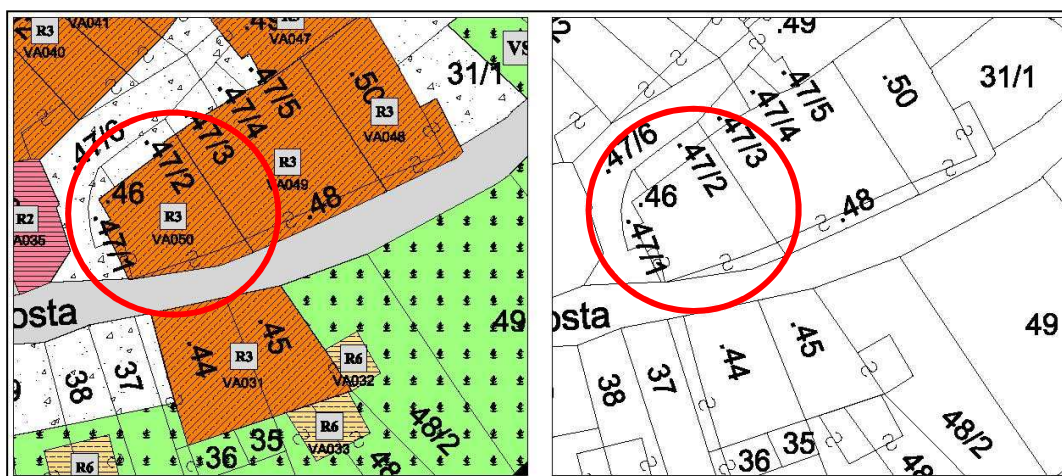 R3
VA040
VA041
.49
R3
VA047
VS
.47/5
.50
31/1
.47/4
R3
VA048
.47/6
.47/3
.47/2
R3
VA049
.46
.48
R2
VA035
R3
VA050
.47/1
osta
49
38
37
.44
R3
VA031
.45
R6
VA032
R6
VA033
48/2
48
36
35
R6
.49
.47/5
.50
31/1
.47/4
.47/6
.47/3
.47/2
.46
.48
.47/1
osta
49
38
37
.44
.45
48/2
48
36
35